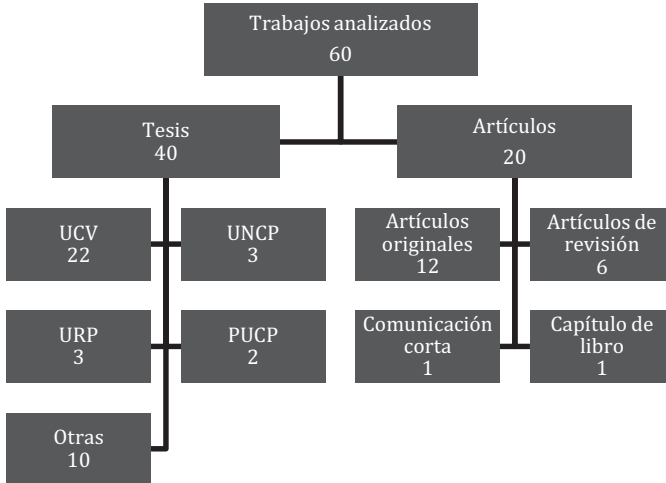 Trabajos analizados
60
Tesis
40
Artículos
20
UCV
22
UNCP
3
Artículos
originales
12
Artículos de
revisión
6
URP
3
PUCP
2
Comunicación
corta
1
Capítulo de
libro
1
Otras
10